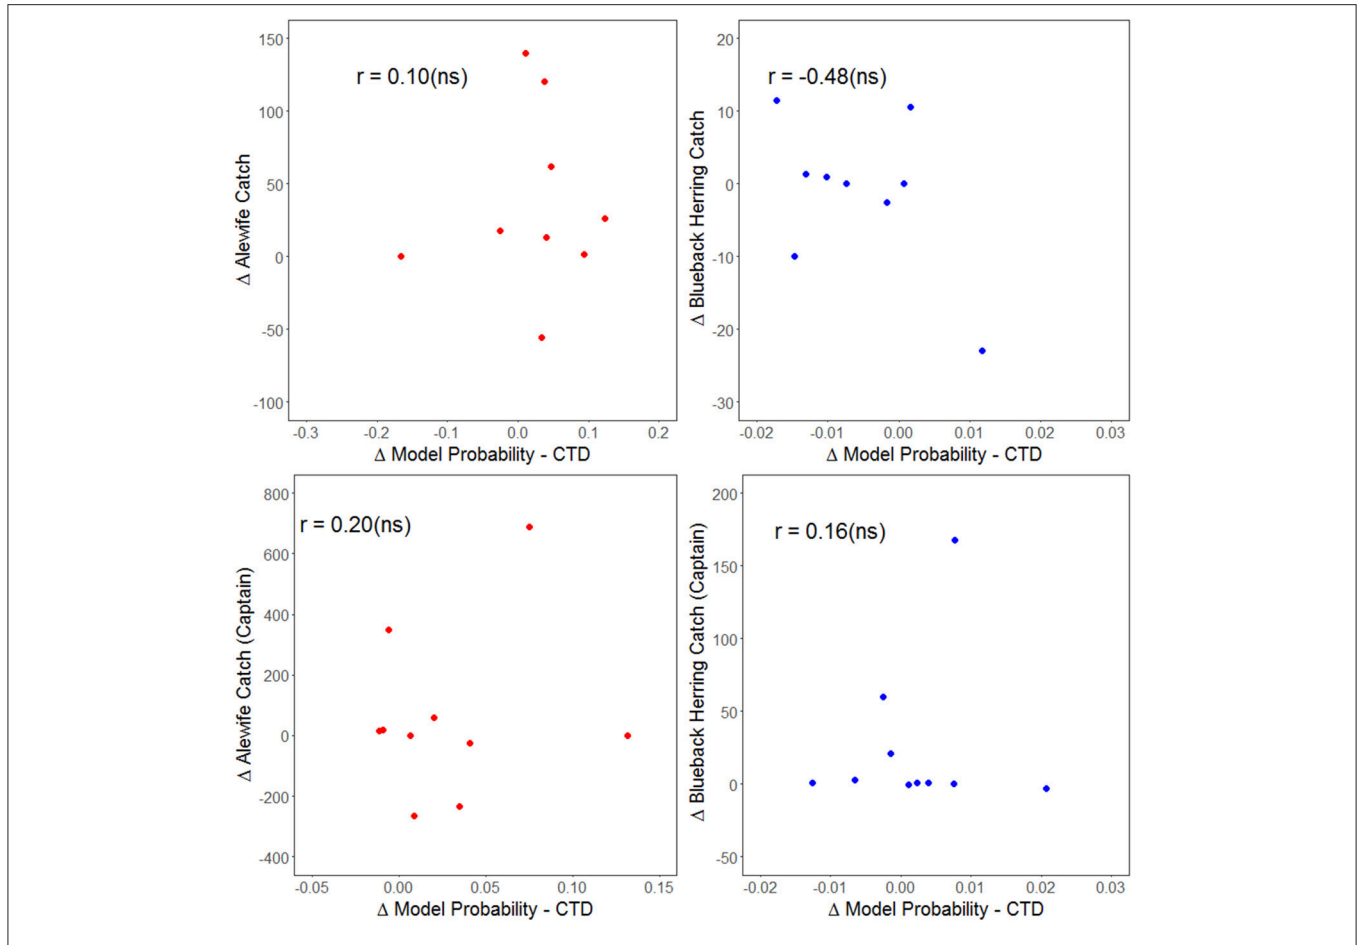 150
100
50
0
-50
-100
Δ Alewife Catch
r = 0.10(ns)
-0.3 -0.2 -0.1 0.0 0.1 0.2
Δ Model Probability - CTD
20
10
0
-10
-20
-30
Δ Blueback Herring Catch
r = -0.48(ns)
-0.02 -0.01 0.00 0.01 0.02 0.03
Δ Model Probability - CTD
800
600
400
200
0
-200
-400
Δ Alewife Catch (Captain)
r = 0.20(ns)
-0.05 0.00 0.05 0.10 0.15
Δ Model Probability - CTD
200
150
100
50
0
-50
Δ Blueback Herring Catch (Captain)
r = 0.16(ns)
-0.02 -0.01 0.00 0.01 0.02 0.03
Δ Model Probability - CTD